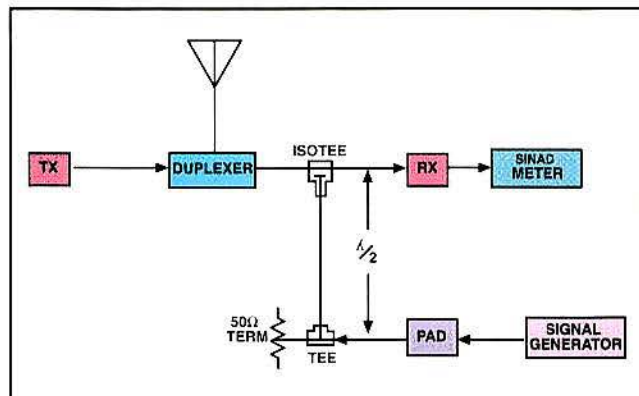 ISOTEE
TX
DUPLEXER
RX
SINAD
METER
λ/2
50Ω
TERM
TEE
PAD
SIGNAL
GENERATOR